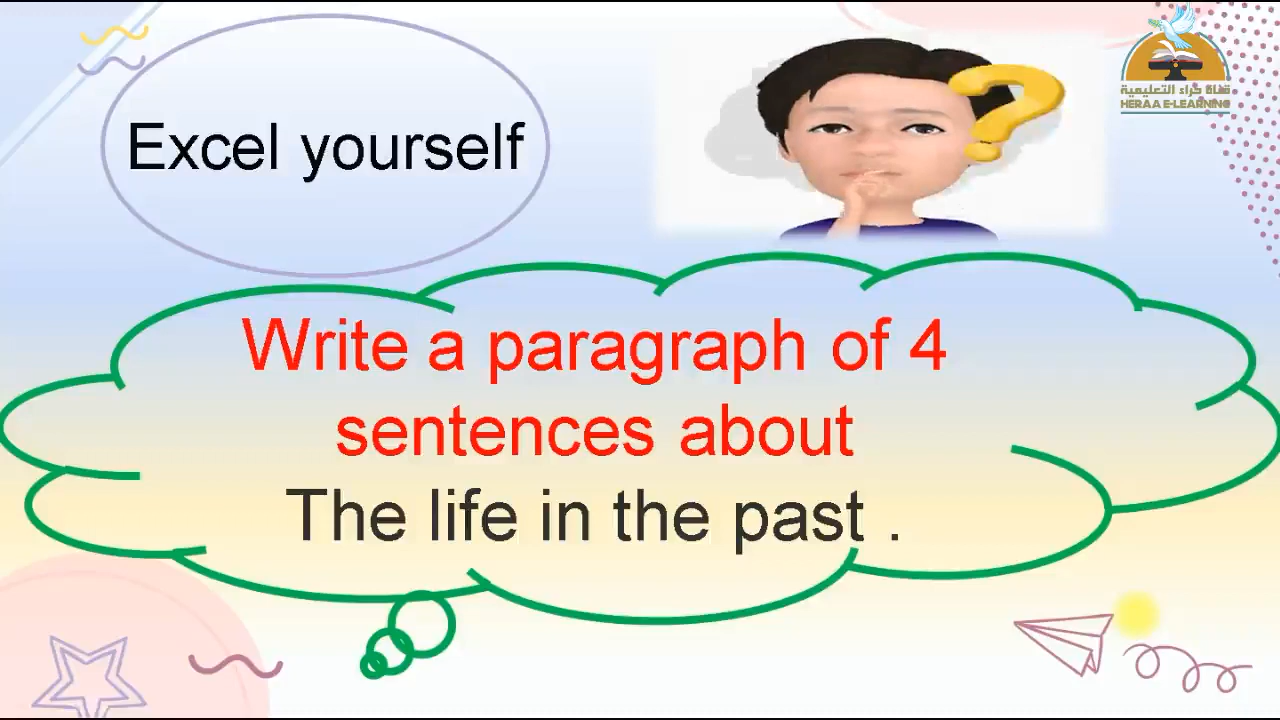 Excel yourself
قناة حراء التعليمية
HERAA E-LEARNING
Write a paragraph of 4
sentences about
The life in the past .